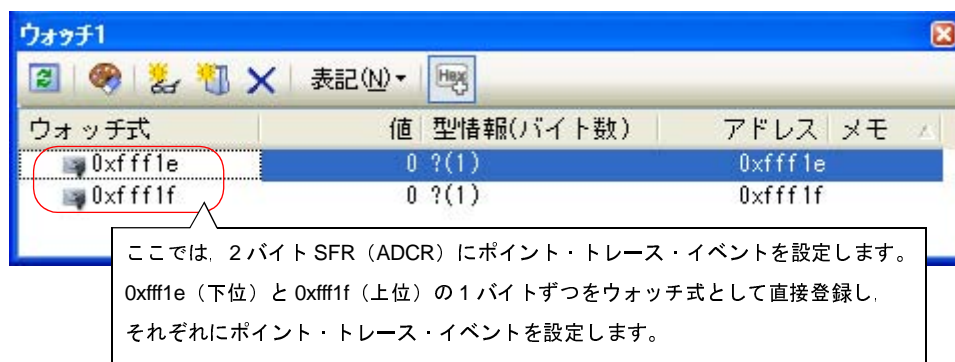 ウォッチ1
表記(N) Hex
ウォッチ式 値 型情報(バイト数) アドレス メモ
0xfff1e 0 ?(1) 0xfff1e
0xfff1f 0 ?(1) 0xfff1f
ここでは，2バイト SFR（ADCR）にポイント・トレース・イベントを設定します。
0xfff1e（下位）と 0xfff1f（上位）の1バイトずつをウォッチ式として直接登録し，
それぞれにポイント・トレース・イベントを設定します。